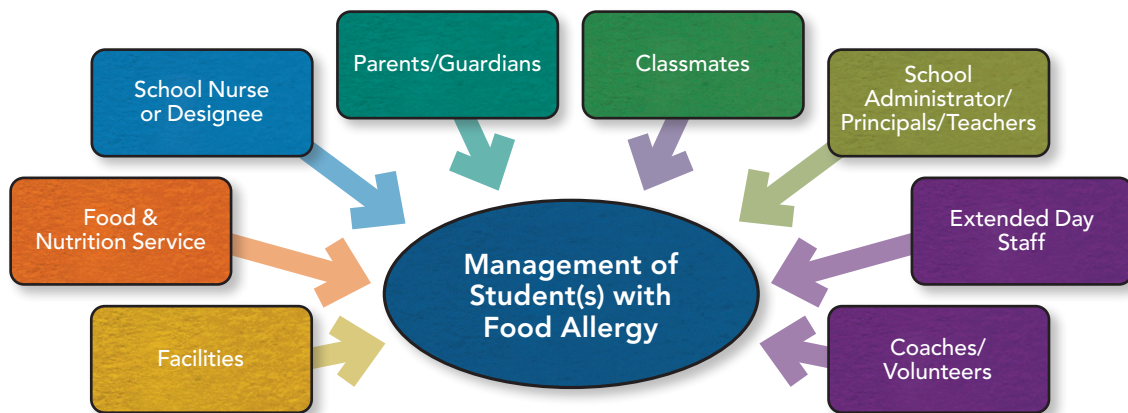 Parents/Guardians
Classmates
School Nurse
or Designee
School
Administrator/
Principals/Teachers
Food &
Nutrition Service
Extended Day
Staff
Management of
Student(s) with
Food Allergy
Facilities
Coaches/
Volunteers